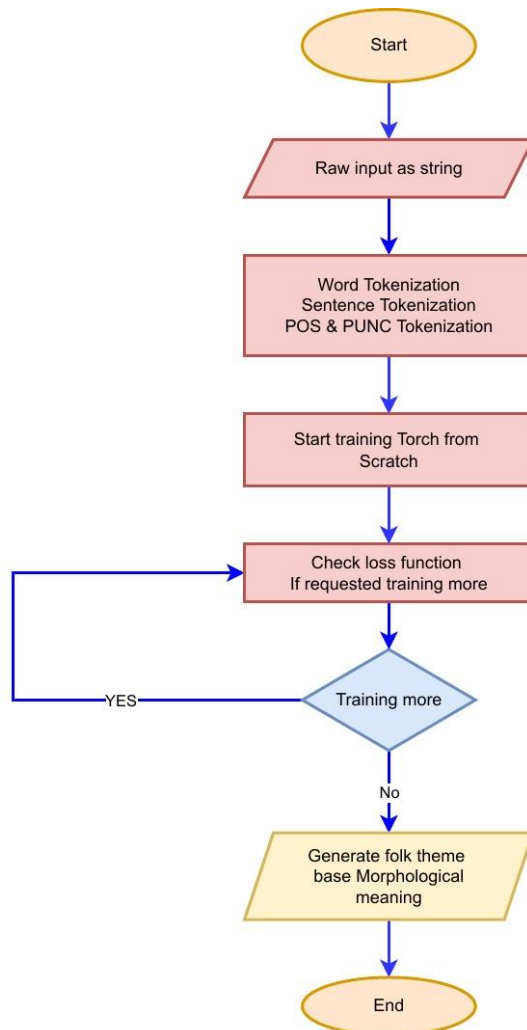 Start
Raw input as string
Word Tokenization
Sentence Tokenization
POS & PUNC Tokenization
Start training Torch from
Scratch
Check loss function
If requested training more
Training more
YES
No
Generate folk theme
base Morphological
meaning
End